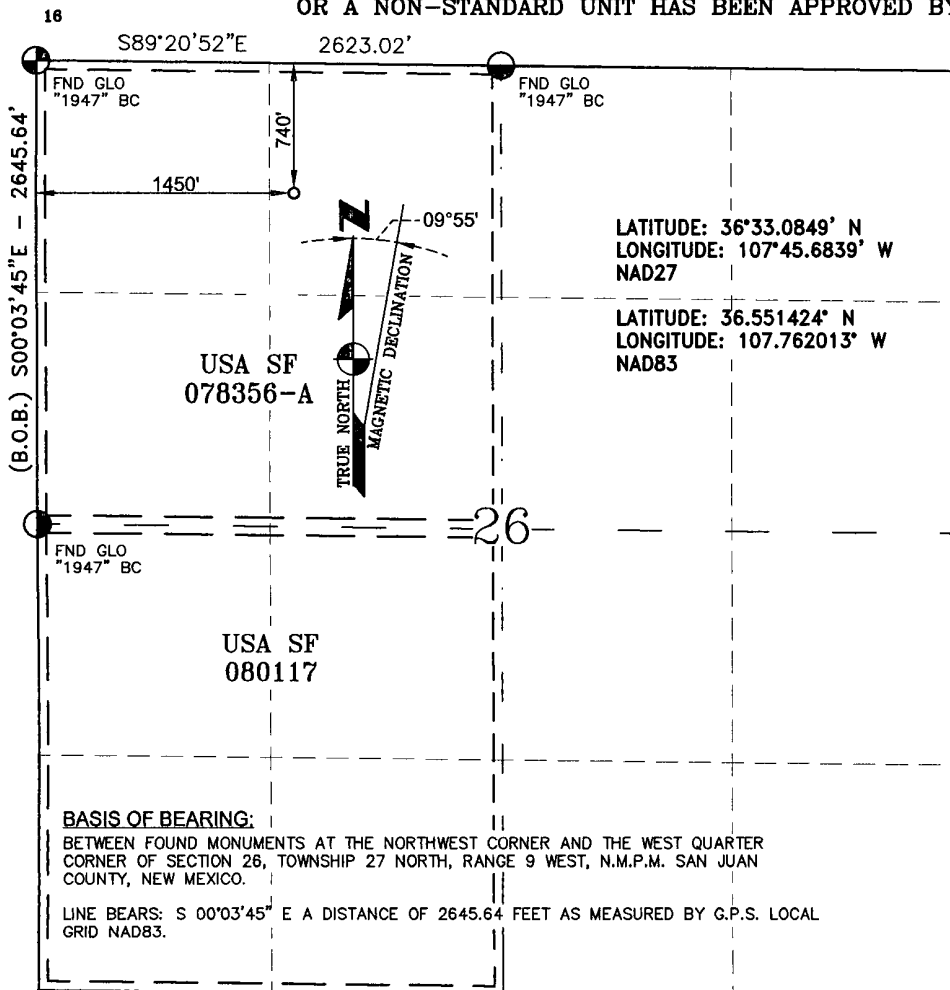 OR A NON-STANDARD UNIT HAS BEEN APPROVED BY
16
S89°20'52"E 2623.02'
FND GLO
"1947" BC
FND GLO
"1947" BC
(B.O.B.) S00°03'45"E - 2645.64'
740'
1450'
N
09°55'
LATITUDE: 36°33.0849' N
LONGITUDE: 107°45.6839' W
NAD27
LATITUDE: 36.551424° N
LONGITUDE: 107.762013° W
NAD83
USA SF
078356-A
TRUE NORTH
MAGNETIC DECLINATION
26
FND GLO
"1947" BC
USA SF
080117
BASIS OF BEARING:
BETWEEN FOUND MONUMENTS AT THE NORTHWEST CORNER AND THE WEST QUARTER
CORNER OF SECTION 26, TOWNSHIP 27 NORTH, RANGE 9 WEST, N.M.P.M. SAN JUAN
COUNTY, NEW MEXICO.
LINE BEARS: S 00°03'45" E A DISTANCE OF 2645.64 FEET AS MEASURED BY G.P.S. LOCAL
GRID NAD83.